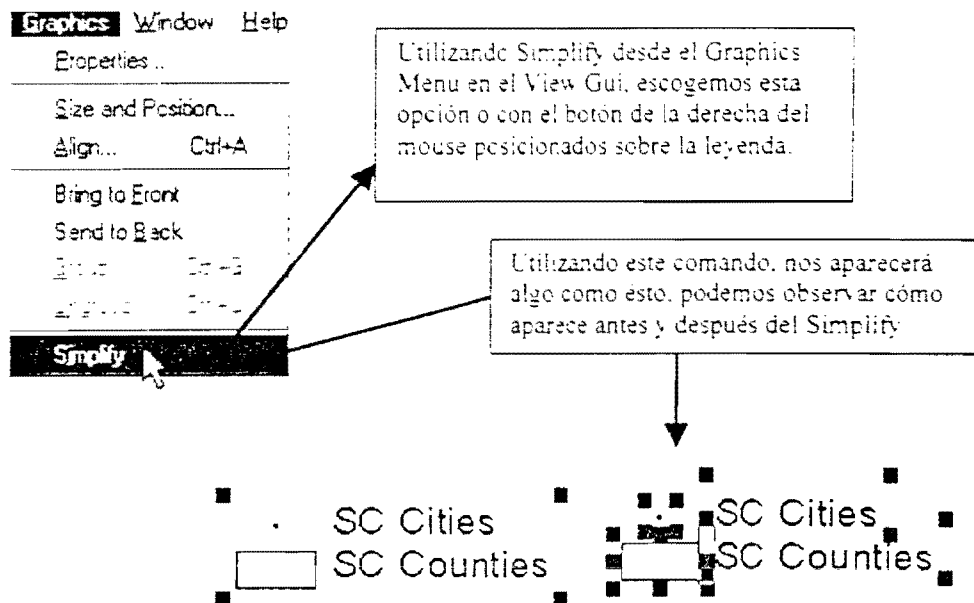 Graphics Window Help
Properties...
Size and Position...
Align... Ctrl+A
Bring to Front
Send to Back
Simplify
Utilizando Simplify desde el Graphics
Menu en el View Gui, escogemos esta
opción o con el botón de la derecha del
mouse posicionados sobre la leyenda.
Utilizando este comando, nos aparecerá
algo como ésto, podemos observar cómo
aparece antes y después del Simplify
SC Cities
SC Counties
SC Cities
SC Counties